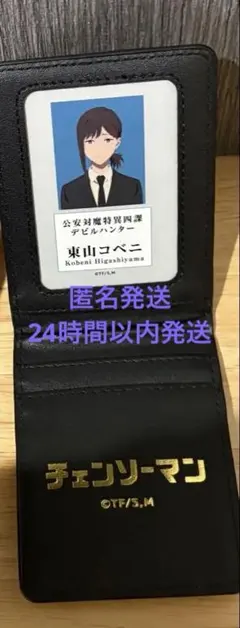 公安対魔特異四課
デビルハンター
東山コベニ
Kobeni Higashiyama
©TF/S,M
匿名発送
24時間以内発送
チェンソーマン
©TF/S,M